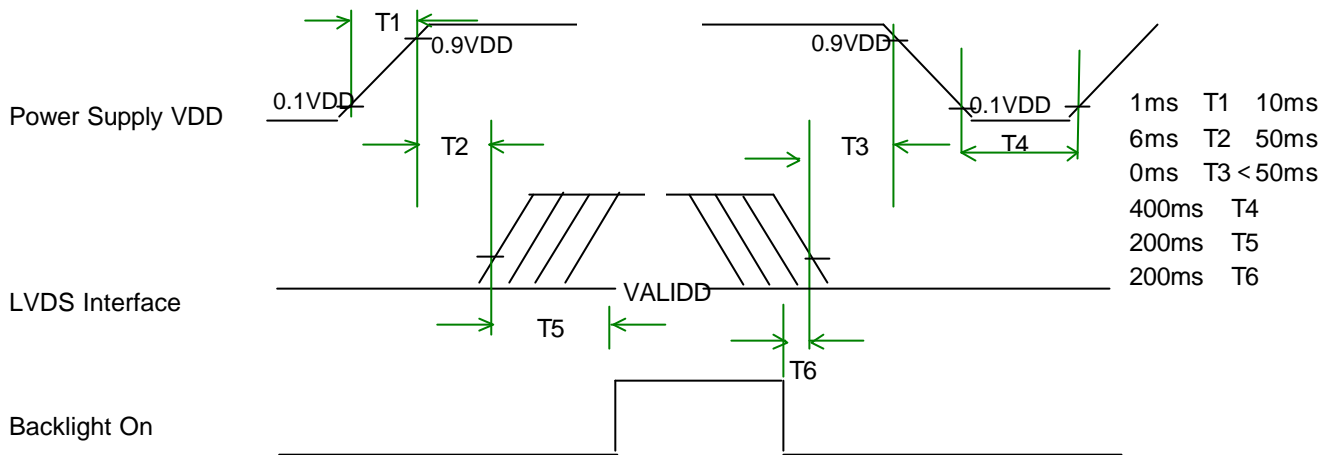 T1
0.9VDD
0.9VDD
0.1VDD
0.1VDD
Power Supply VDD
T2
T3
T4
1ms T1 10ms
6ms T2 50ms
0ms T3 < 50ms
400ms T4
200ms T5
200ms T6
LVDS Interface
VALIDD
T5
T6
Backlight On